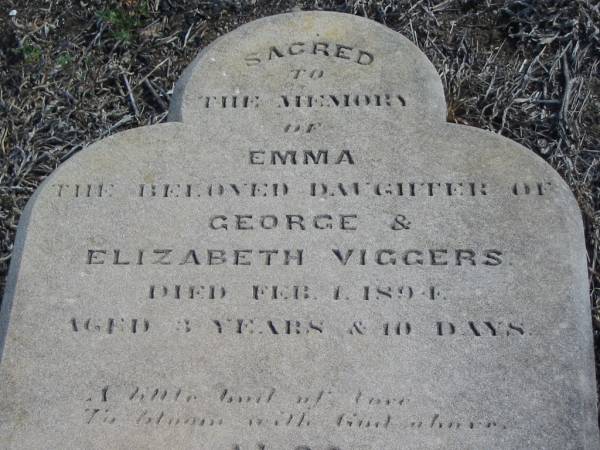 SACRED
TO
THE MEMORY
OF
EMMA
THE BELOVED DAUGHTER OF
GEORGE &
ELIZABETH VIGGERS.
DIED FEB. 1. 1894.
AGED 3 YEARS & 10 DAYS.
A little bud of love
To bloom with God above.
ALSO